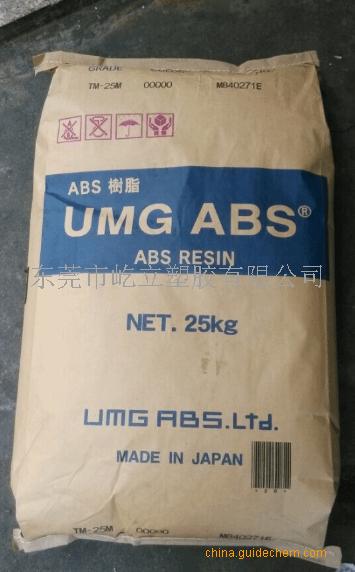 GRADE
TM-25M 00000 MB40271E
ABS 樹脂
UMG ABS®
ABS RESIN
东莞市屹立塑胶有限公司
NET. 25kg
UMG ABS.Ltd.
MADE IN JAPAN
TM-25M 00000 MB40271E
china.guidechem.com